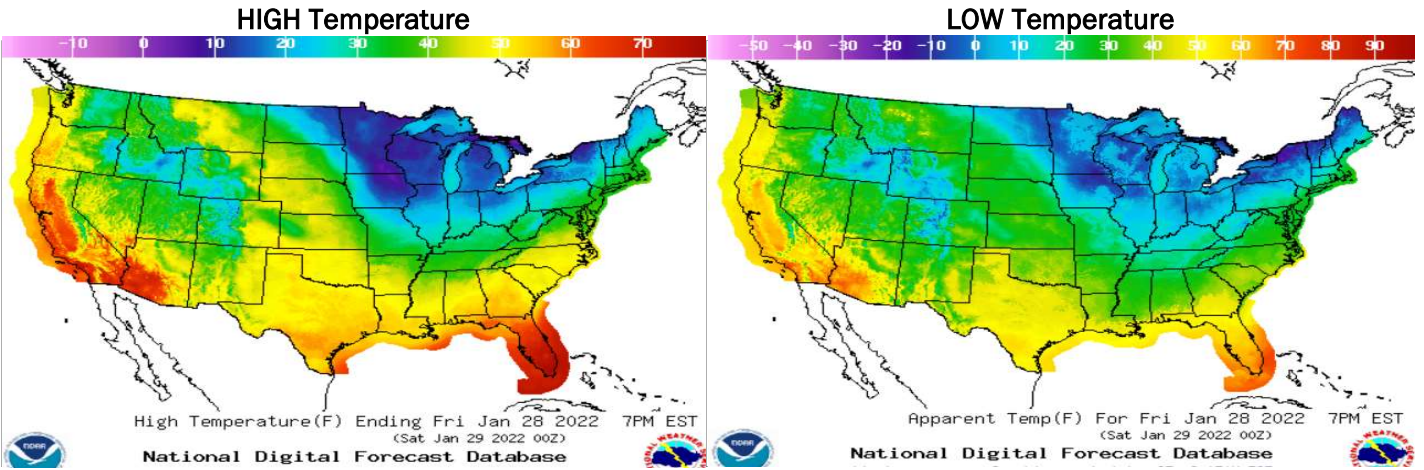 HIGH Temperature
-10 0 10 20 30 40 50 60 70
High Temperature(F) Ending Fri Jan 28 2022 7PM EST
(Sat Jan 29 2022 00Z)
National Digital Forecast Database
NOAA
LOW Temperature
-50 -40 -30 -20 -10 0 10 20 30 40 50 60 70 80 90
Apparent Temp(F) For Fri Jan 28 2022 7PM EST
(Sat Jan 29 2022 00Z)
National Digital Forecast Database
NOAA